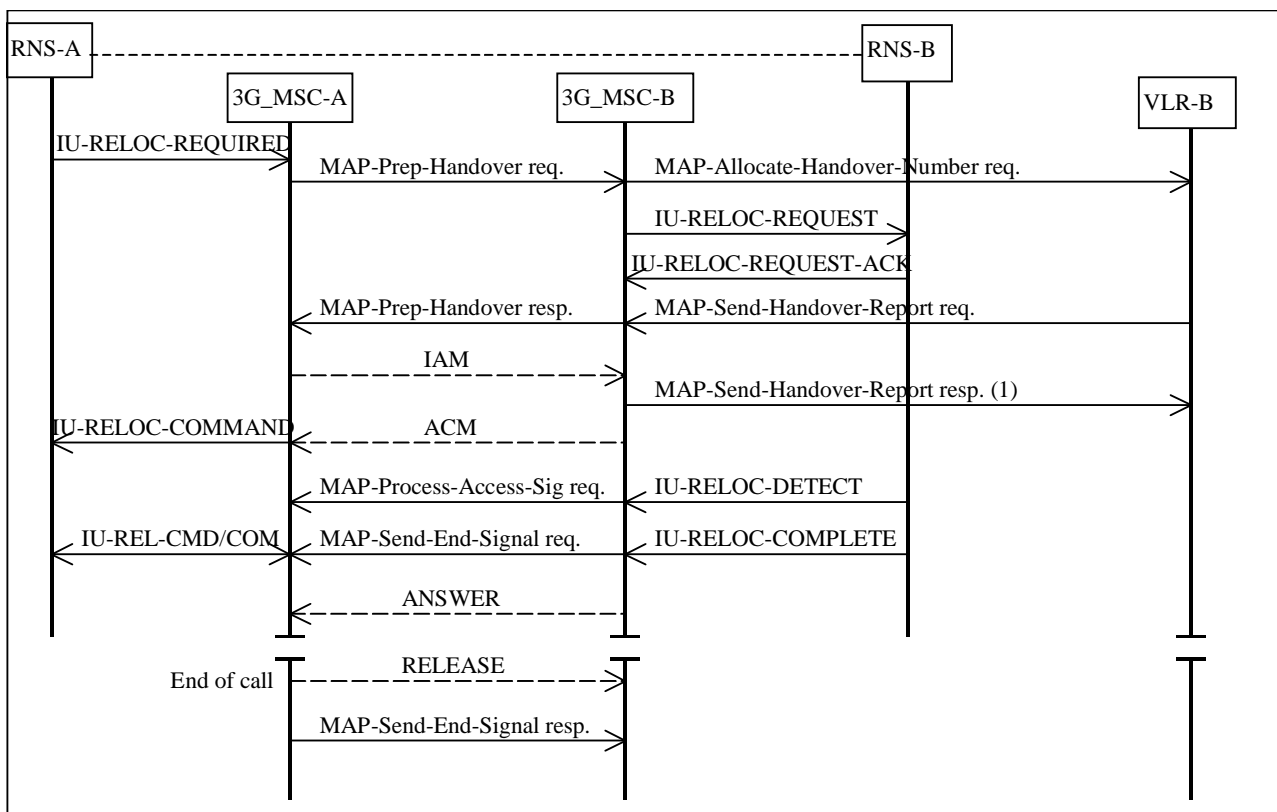 RNS-A
RNS-B
3G_MSC-A
3G_MSC-B
VLR-B
IU-RELOC-REQUIRED
MAP-Prep-Handover req.
MAP-Allocate-Handover-Number req.
IU-RELOC-REQUEST
IU-RELOC-REQUEST-ACK
MAP-Prep-Handover resp.
MAP-Send-Handover-Report req.
IAM
MAP-Send-Handover-Report resp. (1)
IU-RELOC-COMMAND
ACM
MAP-Process-Access-Sig req.
IU-RELOC-DETECT
IU-REL-CMD/COM
MAP-Send-End-Signal req.
IU-RELOC-COMPLETE
ANSWER
RELEASE
End of call
MAP-Send-End-Signal resp.